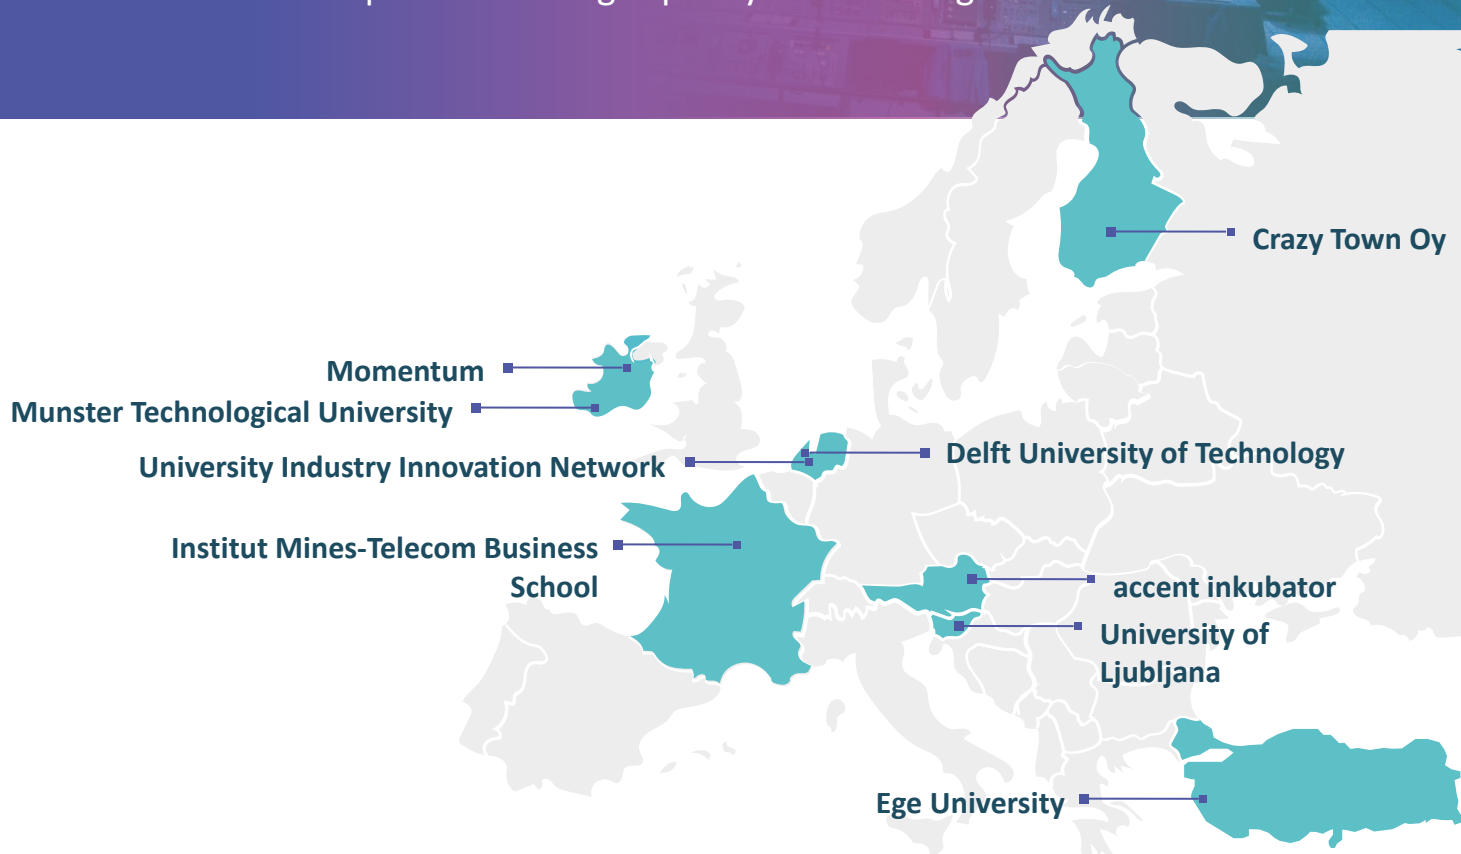 Crazy Town Oy
Momentum
Munster Technological University
Delft University of Technology
University Industry Innovation Network
Institut Mines-Telecom Business
School
accent inkubator
University of
Ljubljana
Ege University